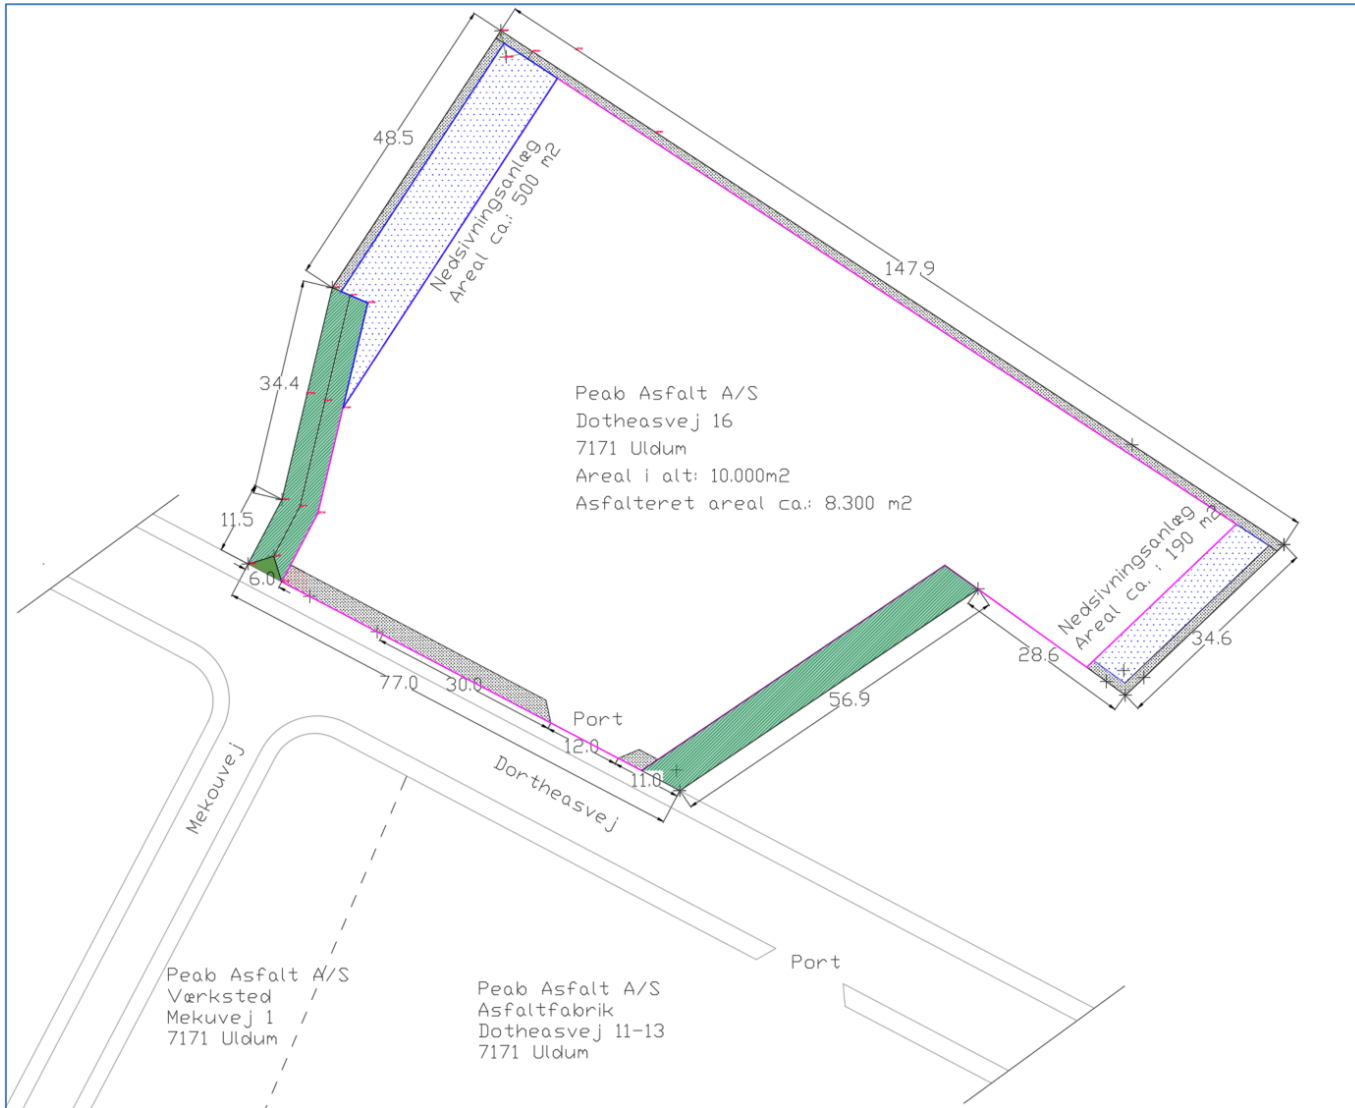 48.5
Nedsivningsanlæg
Areal ca.: 500 m2
147.9
34.4
Peab Asfalt A/S
Dotheasvej 16
7171 Uldum
Areal i alt: 10.000m2
Asfalteret areal ca.: 8.300 m2
11.5
6.0
Nedsivningsanlæg
Areal ca. : 190 m2
34.6
28.6
77.0
30.0
56.9
Port
12.0
11.0
Dortheasvej
Mekouvej
Port
Peab Asfalt A/S
Værksted
Mekuvej 1
7171 Uldum
Peab Asfalt A/S
Asfaltfabrik
Dotheasvej 11-13
7171 Uldum